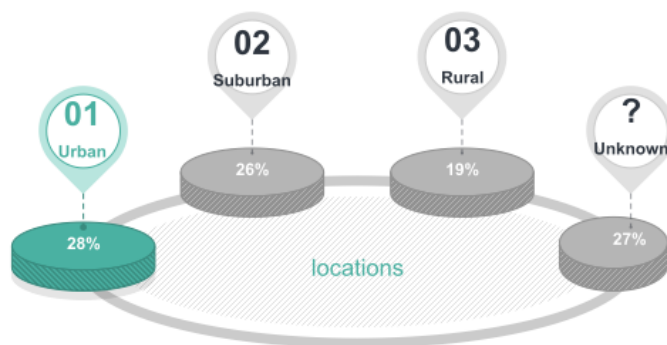 01
Urban
28%
02
Suburban
26%
03
Rural
19%
?
Unknown
27%
locations